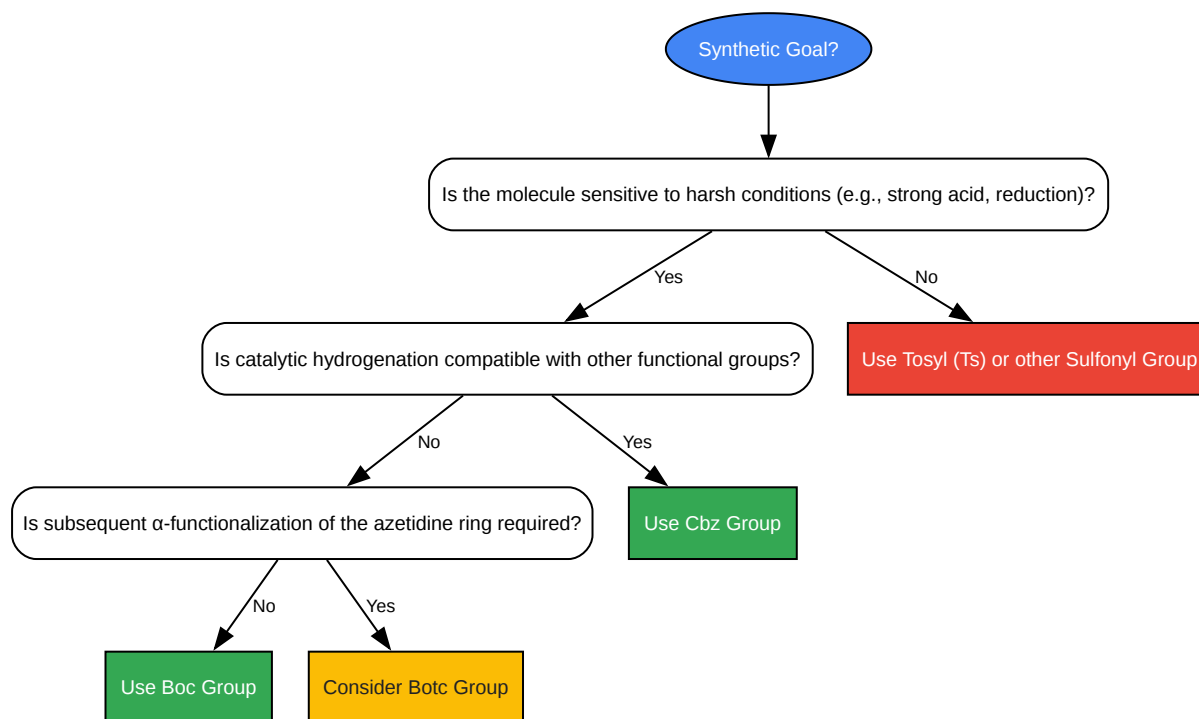 Synthetic Goal?
Is the molecule sensitive to harsh conditions (e.g., strong acid, reduction)?
Yes
No
Is catalytic hydrogenation compatible with other functional groups?
Use Tosyl (Ts) or other Sulfonyl Group
No
Yes
Is subsequent α-functionalization of the azetidine ring required?
Use Cbz Group
No
Yes
Use Boc Group
Consider Botc Group